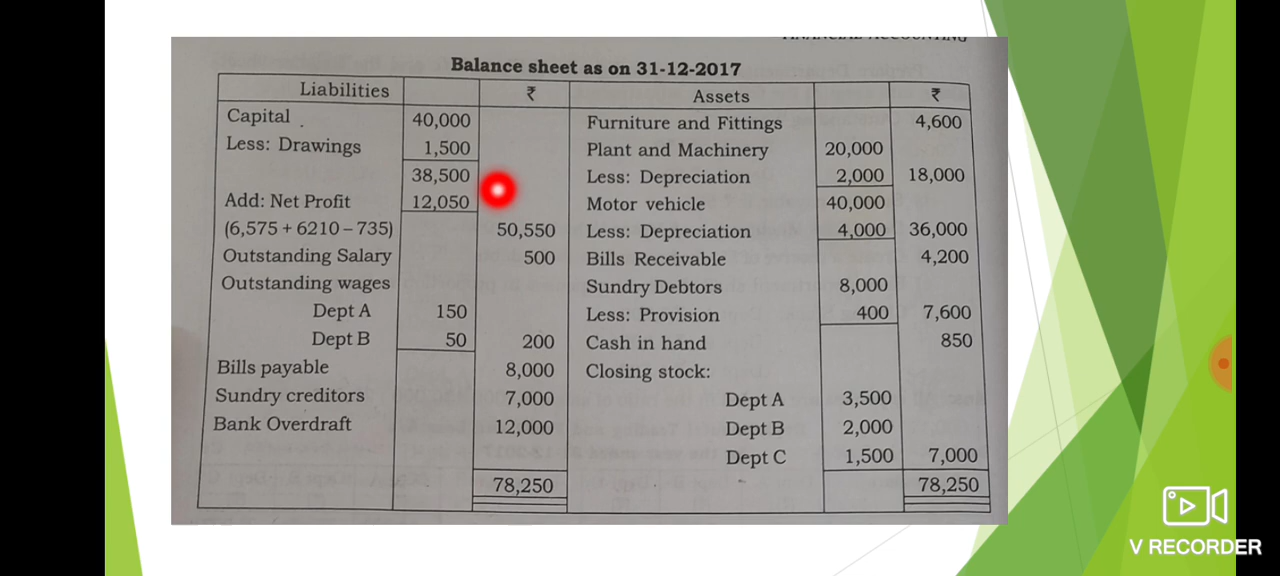 Balance sheet as on 31-12-2017
Liabilities ₹ Assets ₹
Capital 40,000 Furniture and Fittings 4,600
Less: Drawings 1,500 Plant and Machinery 20,000
38,500 Less: Depreciation 2,000 18,000
Add: Net Profit 12,050 Motor vehicle 40,000
(6,575 + 6210 – 735) 50,550 Less: Depreciation 4,000 36,000
Outstanding Salary 500 Bills Receivable 4,200
Outstanding wages Sundry Debtors 8,000
Dept A 150 Less: Provision 400 7,600
Dept B 50 200 Cash in hand 850
Bills payable 8,000 Closing stock:
Sundry creditors 7,000 Dept A 3,500
Bank Overdraft 12,000 Dept B 2,000
Dept C 1,500 7,000
78,250 78,250
V RECORDER